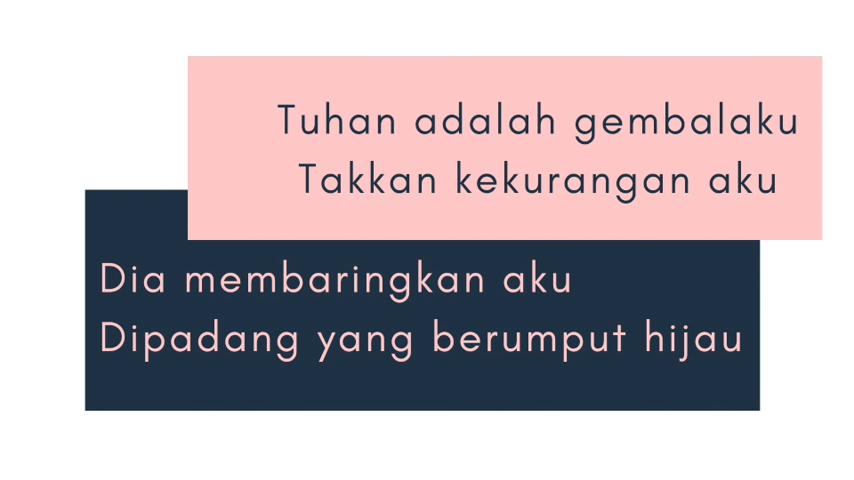 Tuhan adalah gembalaku
Takkan kekurangan aku
Dia membaringkan aku
Dipadang yang berumput hijau